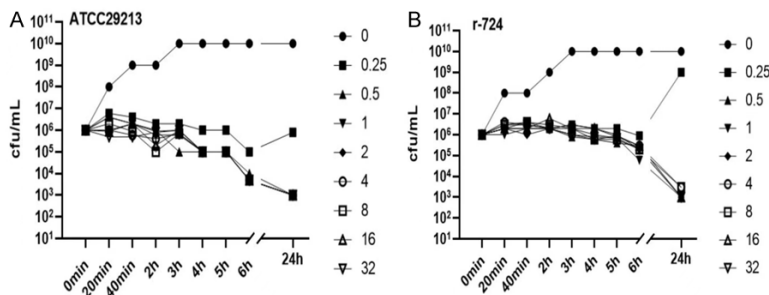 A
ATCC29213
cfu/mL
10¹¹
10¹⁰
10⁹
10⁸
10⁷
10⁶
10⁵
10⁴
10³
10²
10¹
0min
20min
40min
2h
3h
4h
5h
6h
24h
0
0.25
0.5
1
2
4
8
16
32
B
r-724
cfu/mL
10¹¹
10¹⁰
10⁹
10⁸
10⁷
10⁶
10⁵
10⁴
10³
10²
10¹
0min
20min
40min
2h
3h
4h
5h
6h
24h
0
0.25
0.5
1
2
4
8
16
32